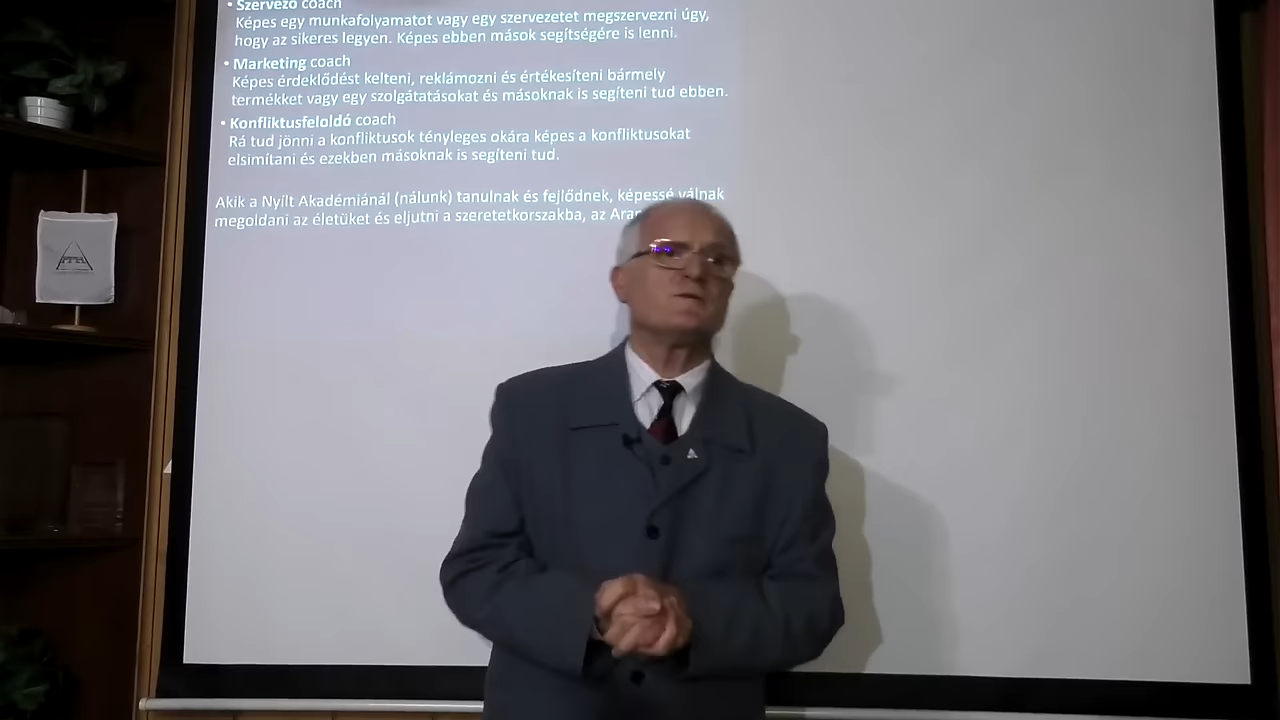 • Szervező coach
Képes egy munkafolyamatot vagy egy szervezetet megszervezni úgy,
hogy az sikeres legyen. Képes ebben mások segítségére is lenni.
• Marketing coach
Képes érdeklődést kelteni, reklámozni és értékesíteni bármely
termékket vagy egy szolgátatásokat és másoknak is segíteni tud ebben.
• Konfliktusfeloldó coach
Rá tud jönni a konfliktusok tényleges okára képes a konfliktusokat
elsimítani és ezekben másoknak is segíteni tud.
Akik a Nyílt Akadémiánál (nálunk) tanulnak és fejlődnek, képessé válnak
megoldani az életüket és eljutni a szeretetkorszakba, az